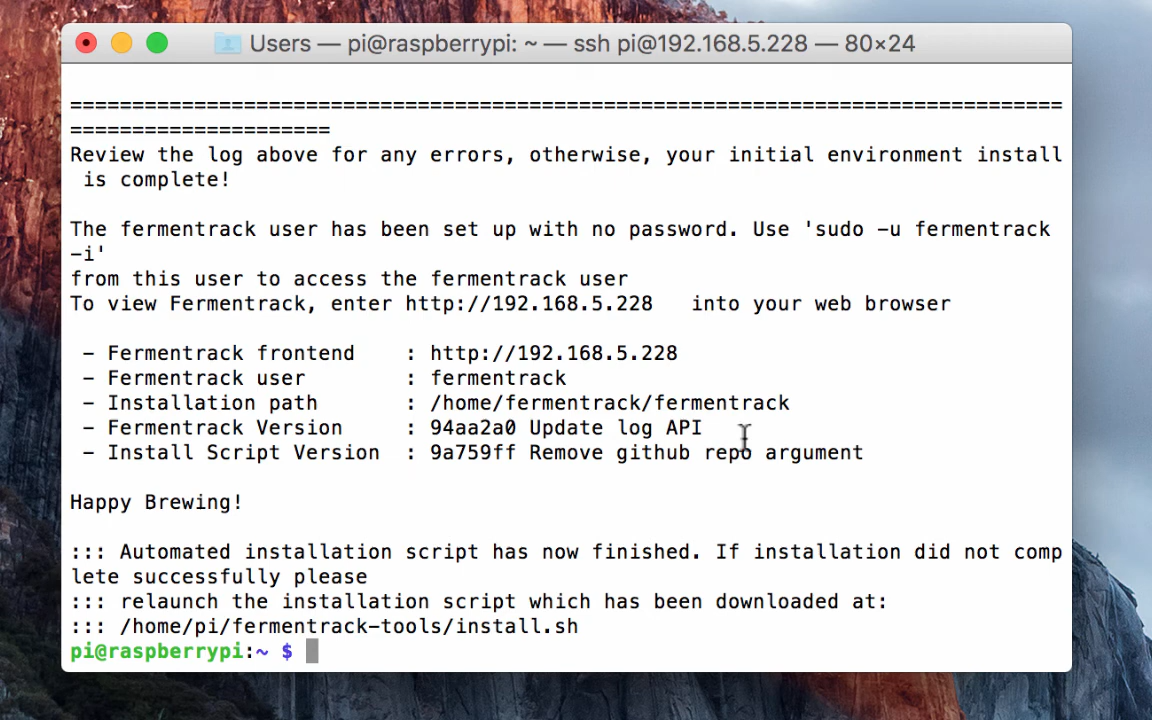 Users — pi@raspberrypi: ~ — ssh pi@192.168.5.228 — 80×24
================================================================================
=====================
Review the log above for any errors, otherwise, your initial environment install
 is complete!
The fermentrack user has been set up with no password. Use 'sudo -u fermentrack
-i'
from this user to access the fermentrack user
To view Fermentrack, enter http://192.168.5.228   into your web browser
 - Fermentrack frontend    : http://192.168.5.228
 - Fermentrack user        : fermentrack
 - Installation path       : /home/fermentrack/fermentrack
 - Fermentrack Version     : 94aa2a0 Update log API
 - Install Script Version  : 9a759ff Remove github repo argument
Happy Brewing!
::: Automated installation script has now finished. If installation did not comp
lete successfully please
::: relaunch the installation script which has been downloaded at:
::: /home/pi/fermentrack-tools/install.sh
pi@raspberrypi:~ $